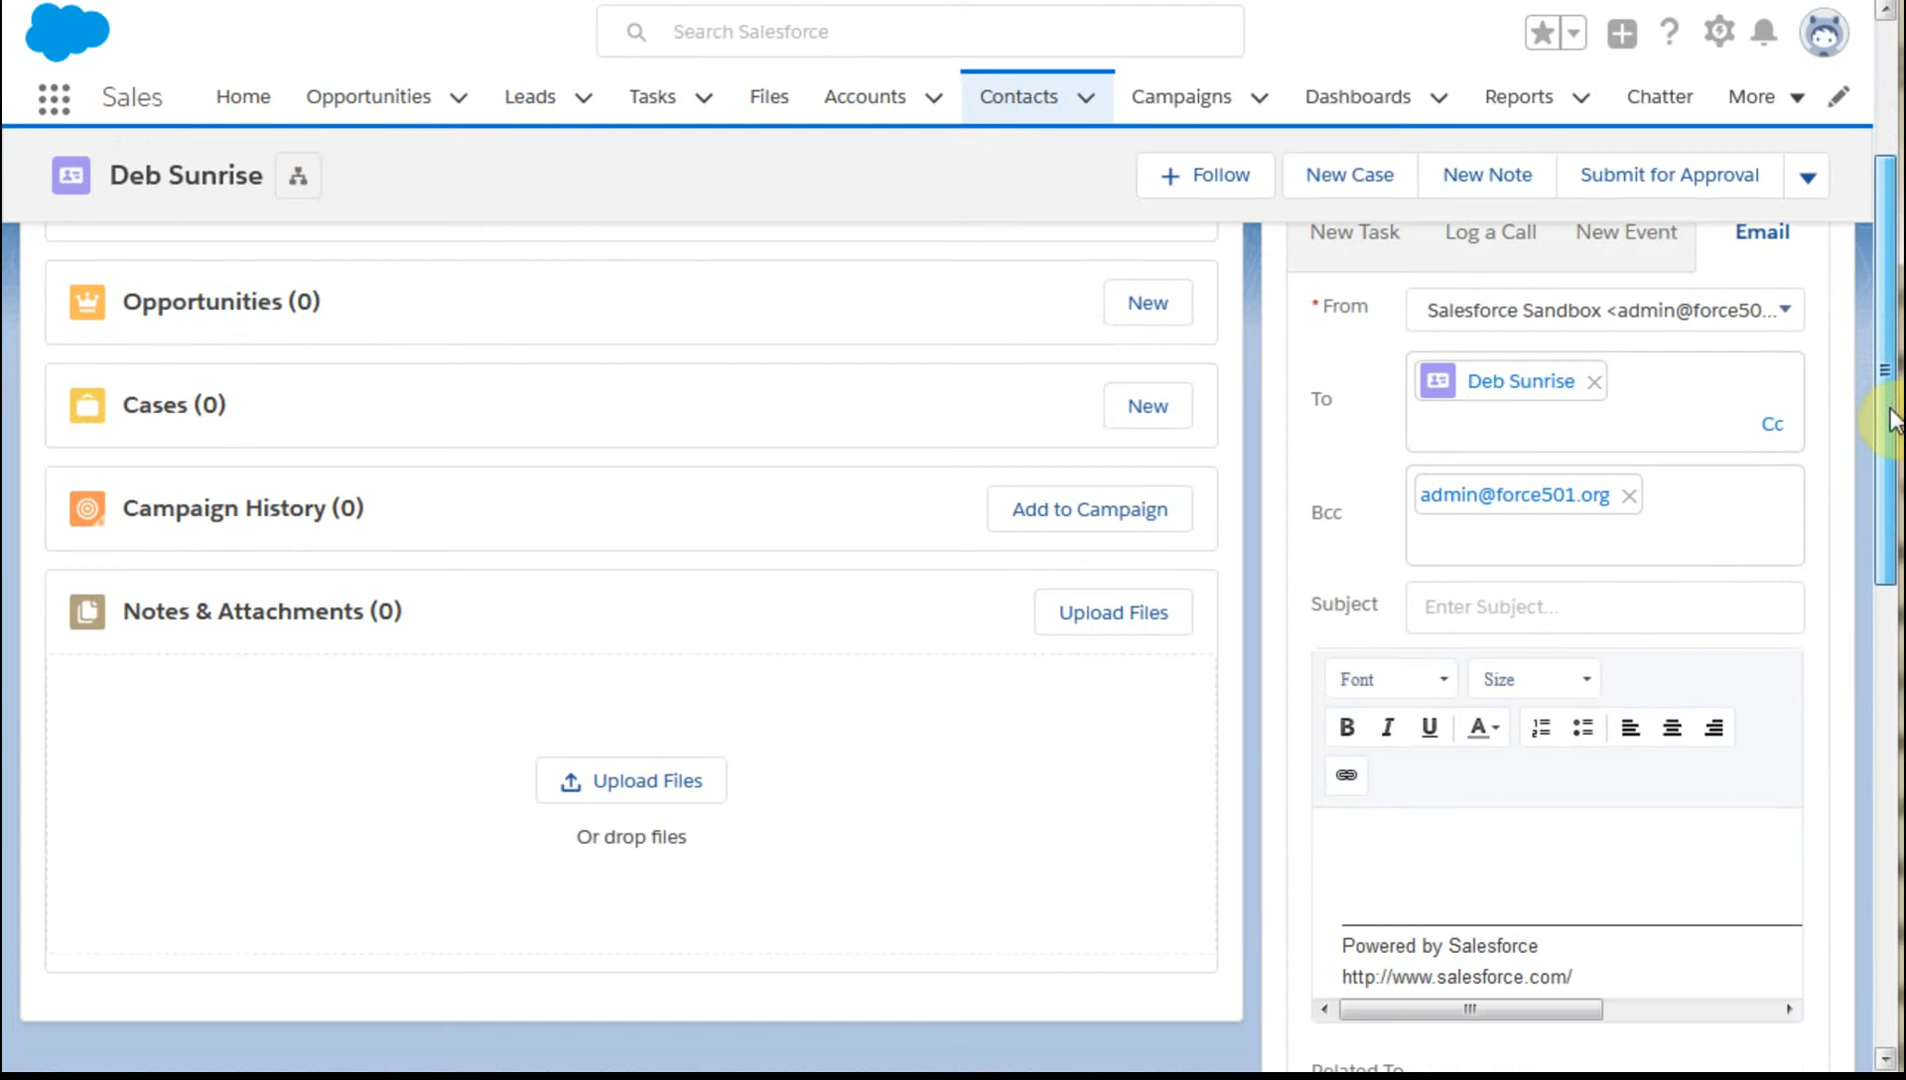 Search Salesforce
Sales Home Opportunities Leads Tasks Files Accounts Contacts Campaigns Dashboards Reports Chatter More
Deb Sunrise
Follow New Case New Note Submit for Approval
Opportunities (0)
New
Cases (0)
New
Campaign History (0)
Add to Campaign
Notes & Attachments (0)
Upload Files
Upload Files
Or drop files
New Task Log a Call New Event Email
* From Salesforce Sandbox <admin@force50...
To Deb Sunrise
Cc
Bcc admin@force501.org
Subject Enter Subject...
Font Size
B I U A
Powered by Salesforce
http://www.salesforce.com/
Related To